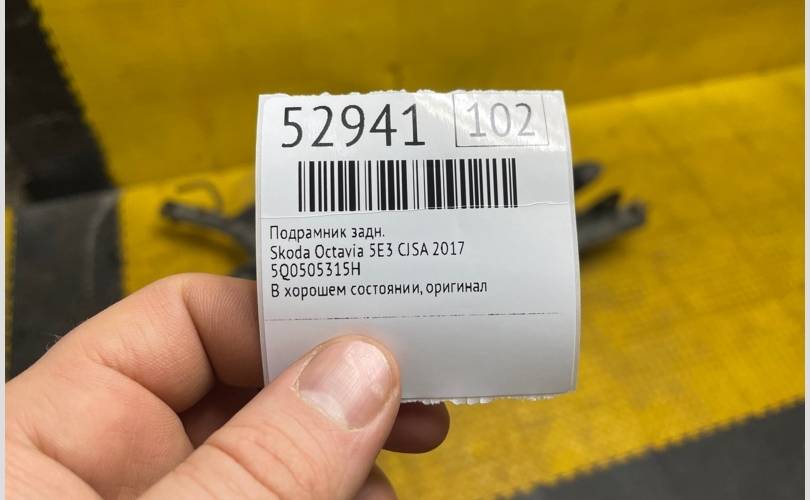 52941 102
Подрамник задн.
Skoda Octavia 5E3 CJSA 2017
5Q0505315H
В хорошем состоянии, оригинал